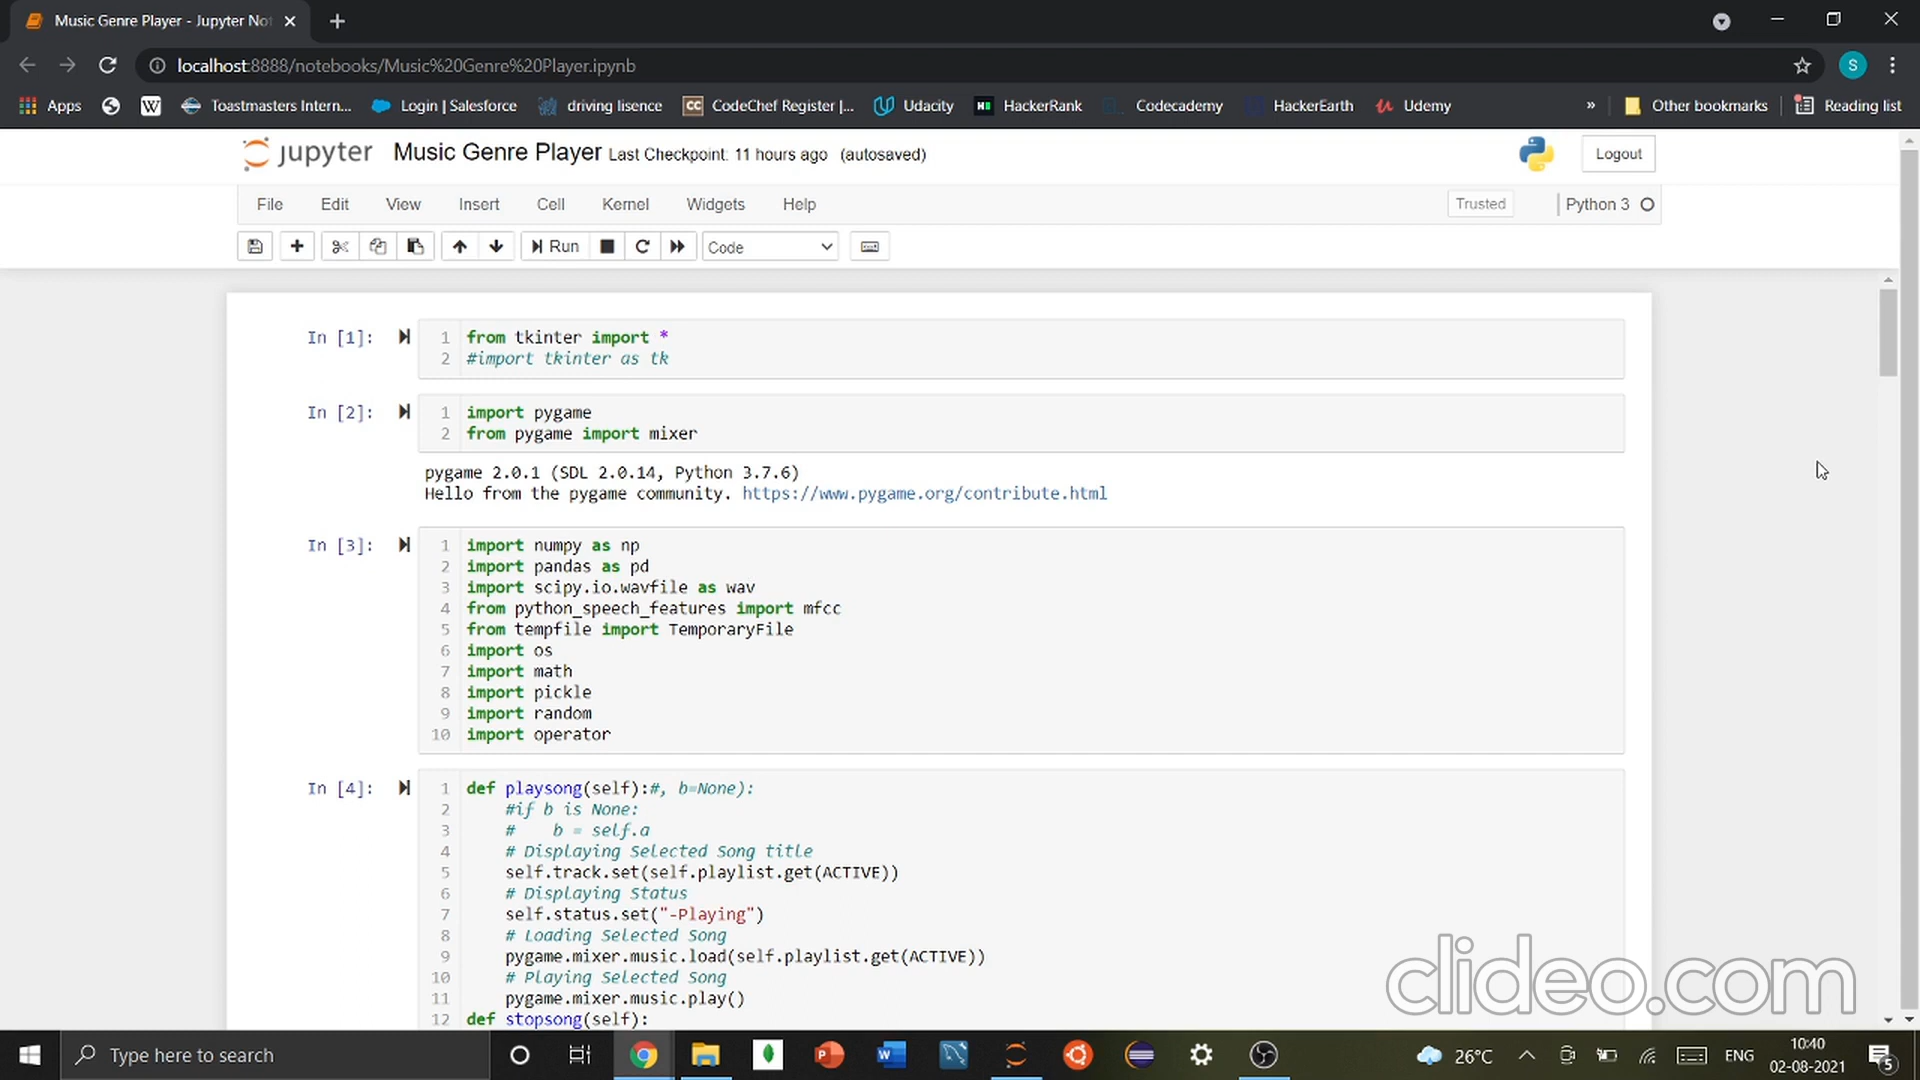 Music Genre Player - Jupyter Not
localhost:8888/notebooks/Music%20Genre%20Player.ipynb
S
Apps
Toastmasters Intern...
Login | Salesforce
driving lisence
CodeChef Register |...
Udacity
HackerRank
Codecademy
HackerEarth
Udemy
»
Other bookmarks
Reading list
jupyter
Music Genre Player Last Checkpoint: 11 hours ago (autosaved)
Logout
File
Edit
View
Insert
Cell
Kernel
Widgets
Help
Trusted
Python 3
Run
Code
In [1]:
1 from tkinter import *
2 #import tkinter as tk
In [2]:
1 import pygame
2 from pygame import mixer
pygame 2.0.1 (SDL 2.0.14, Python 3.7.6)
Hello from the pygame community. https://www.pygame.org/contribute.html
In [3]:
1 import numpy as np
2 import pandas as pd
3 import scipy.io.wavfile as wav
4 from python_speech_features import mfcc
5 from tempfile import TemporaryFile
6 import os
7 import math
8 import pickle
9 import random
10 import operator
In [4]:
1 def playsong(self):#, b=None):
2 #if b is None:
3 #    b = self.a
4 # Displaying Selected Song title
5 self.track.set(self.playlist.get(ACTIVE))
6 # Displaying Status
7 self.status.set("-Playing")
8 # Loading Selected Song
9 pygame.mixer.music.load(self.playlist.get(ACTIVE))
10 # Playing Selected Song
11 pygame.mixer.music.play()
12 def stopsong(self):
clideo.com
Type here to search
26°C
ENG
10:40
02-08-2021
5